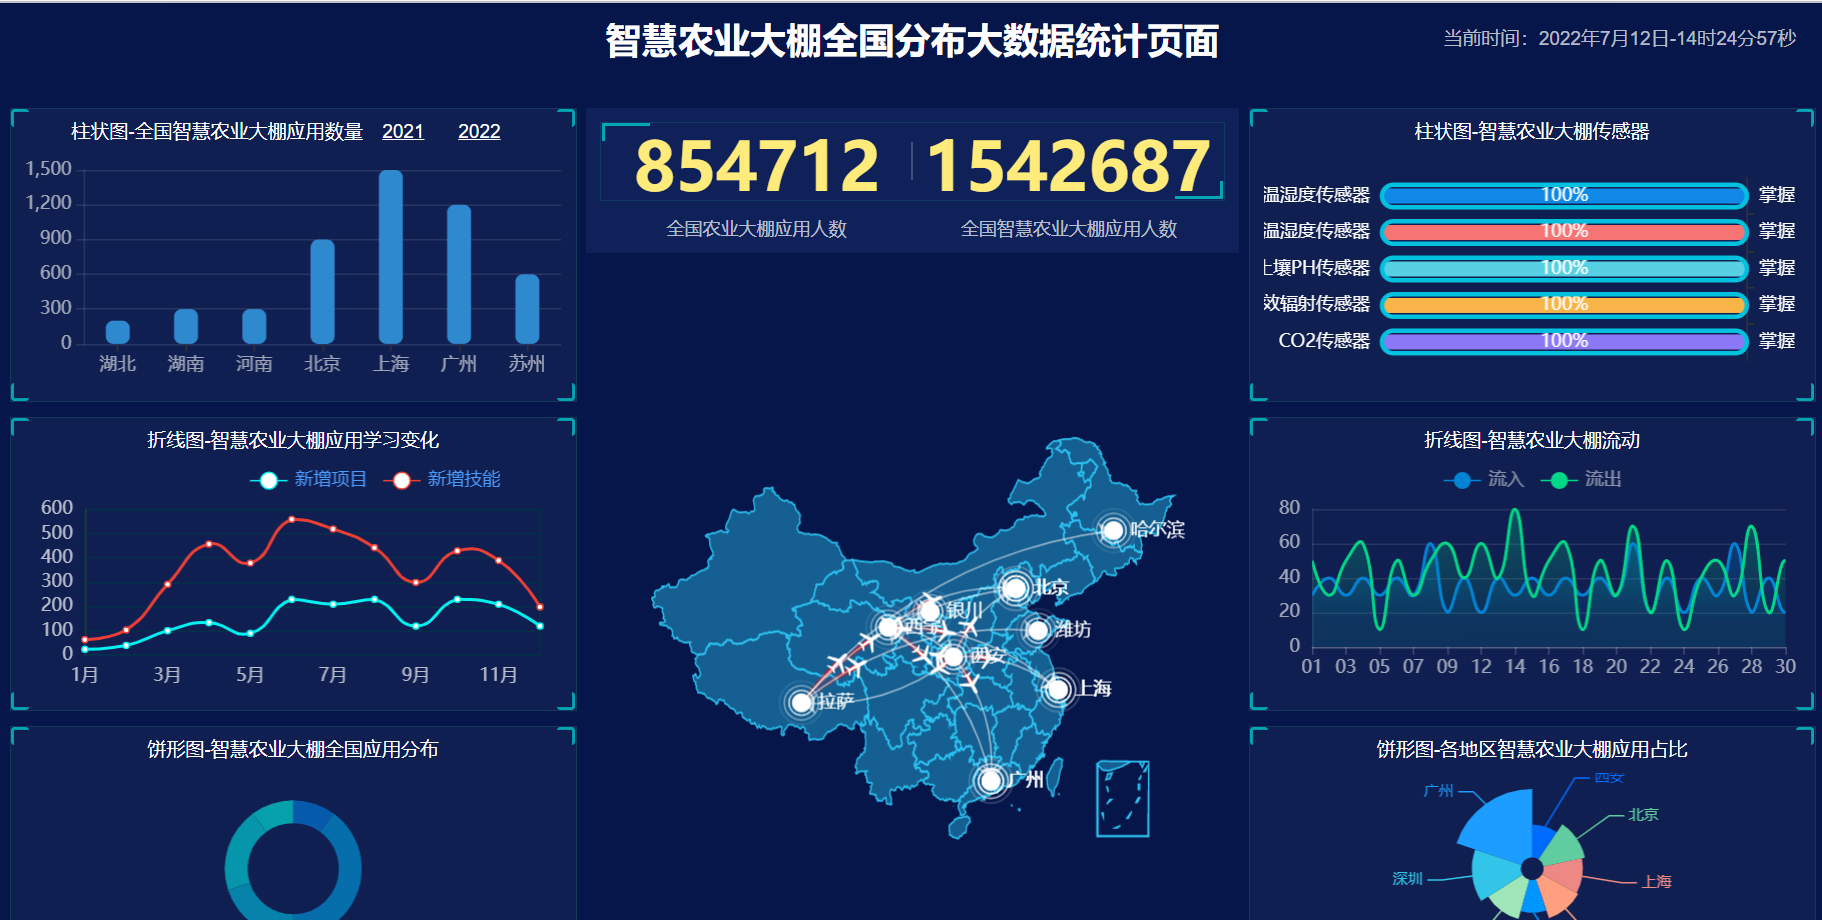 智慧农业大棚全国分布大数据统计页面
当前时间：2022年7月12日-14时24分57秒
柱状图-全国智慧农业大棚应用数量 2021 2022
1,500
1,200
900
600
300
0
湖北 湖南 河南 北京 上海 广州 苏州
折线图-智慧农业大棚应用学习变化
新增项目 新增技能
600
500
400
300
200
100
0
1月 3月 5月 7月 9月 11月
饼形图-智慧农业大棚全国应用分布
854712 1542687
全国农业大棚应用人数 全国智慧农业大棚应用人数
哈尔滨
北京
银川
西宁
潍坊
西安
上海
拉萨
广州
柱状图-智慧农业大棚传感器
温湿度传感器 100% 掌握
温湿度传感器 100% 掌握
土壤PH传感器 100% 掌握
效辐射传感器 100% 掌握
CO2传感器 100% 掌握
折线图-智慧农业大棚流动
流入 流出
80
60
40
20
0
01 03 05 07 09 12 14 16 18 20 22 24 26 28 30
饼形图-各地区智慧农业大棚应用占比
西安
广州
北京
深圳
上海